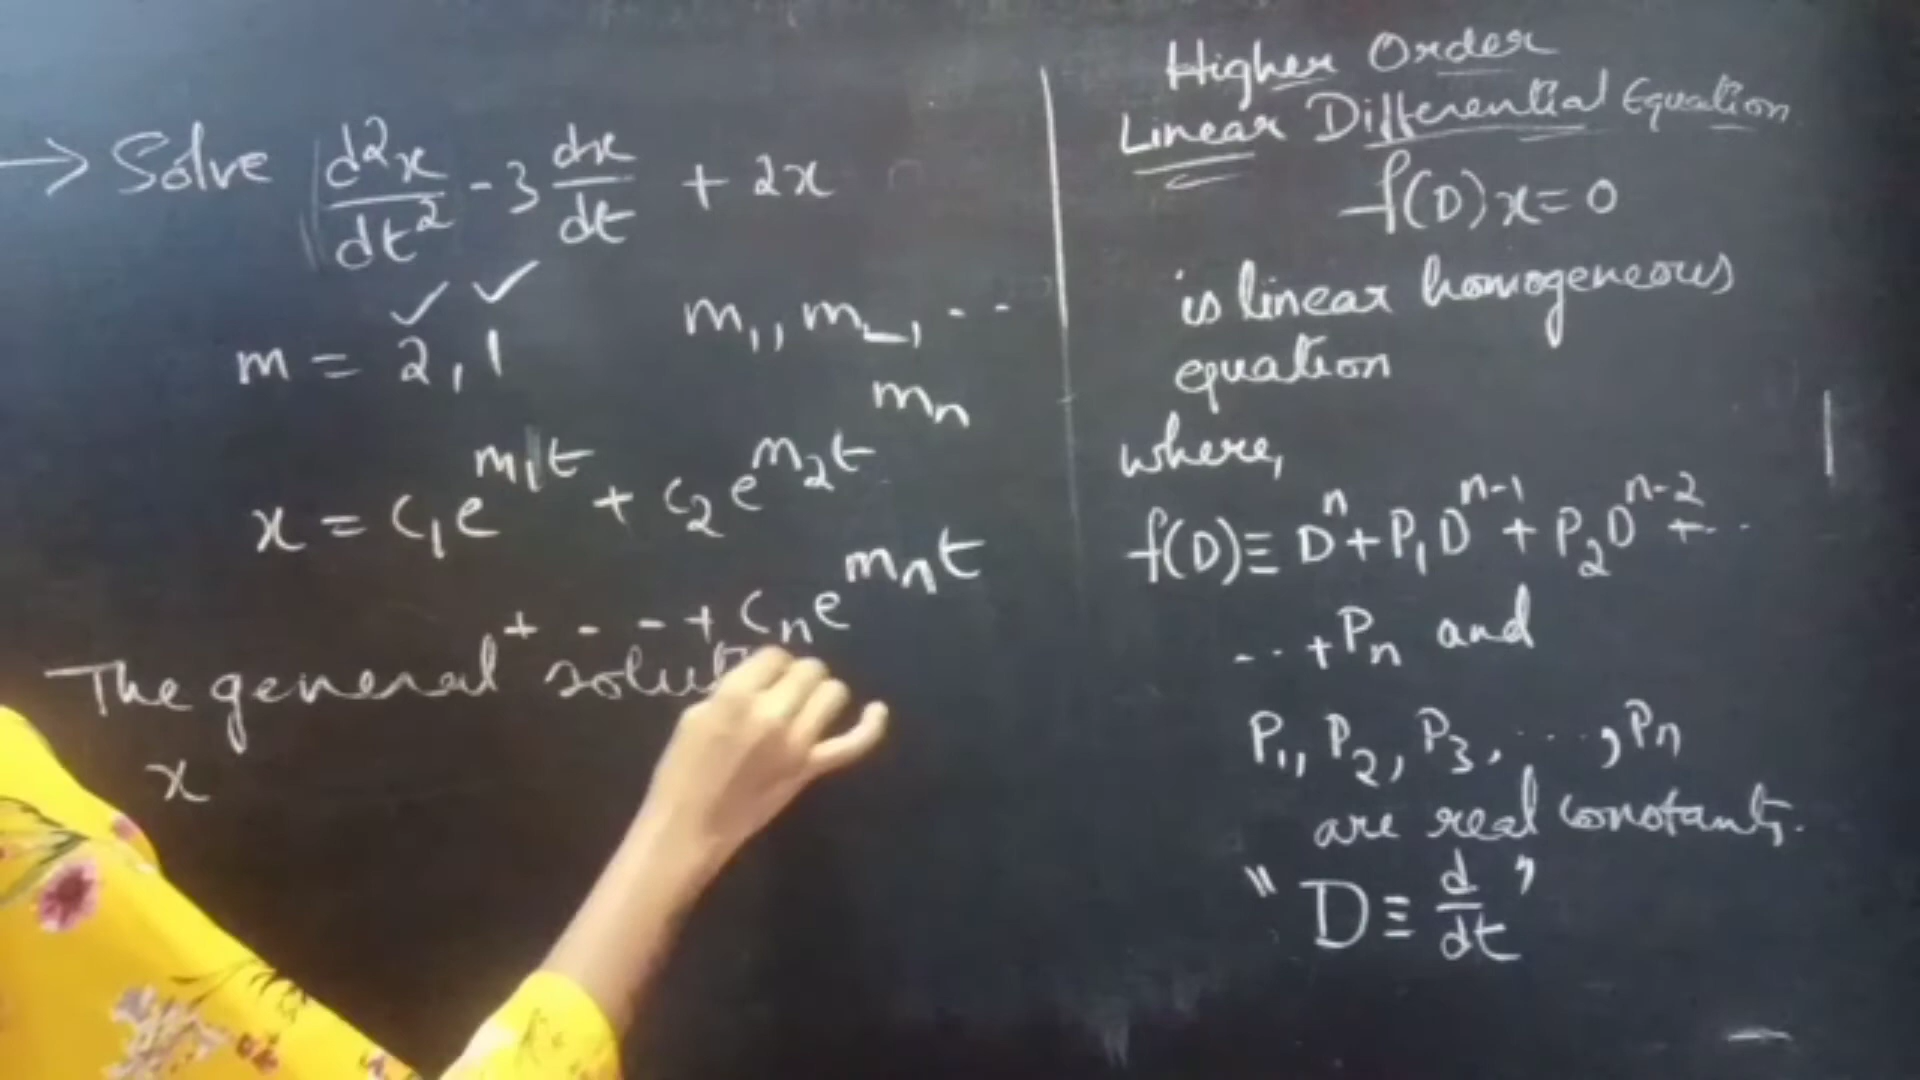 → Solve d²x/dt² - 3 dx/dt + 2x
m = 2, 1
m₁, m₂, ...
mₙ
x = c₁e^m₁t + c₂e^m₂t
+ - - + cₙe^mₙt
The general
x
Higher Order
Linear Differential Equation
f(D)x=0
is linear homogeneous
equation
where,
f(D)≡ Dⁿ+P₁Dⁿ⁻¹+P₂Dⁿ⁻²+...
...+Pₙ and
P₁, P₂, P₃, ...., Pₙ
are real constants.
"D≡ d/dt"